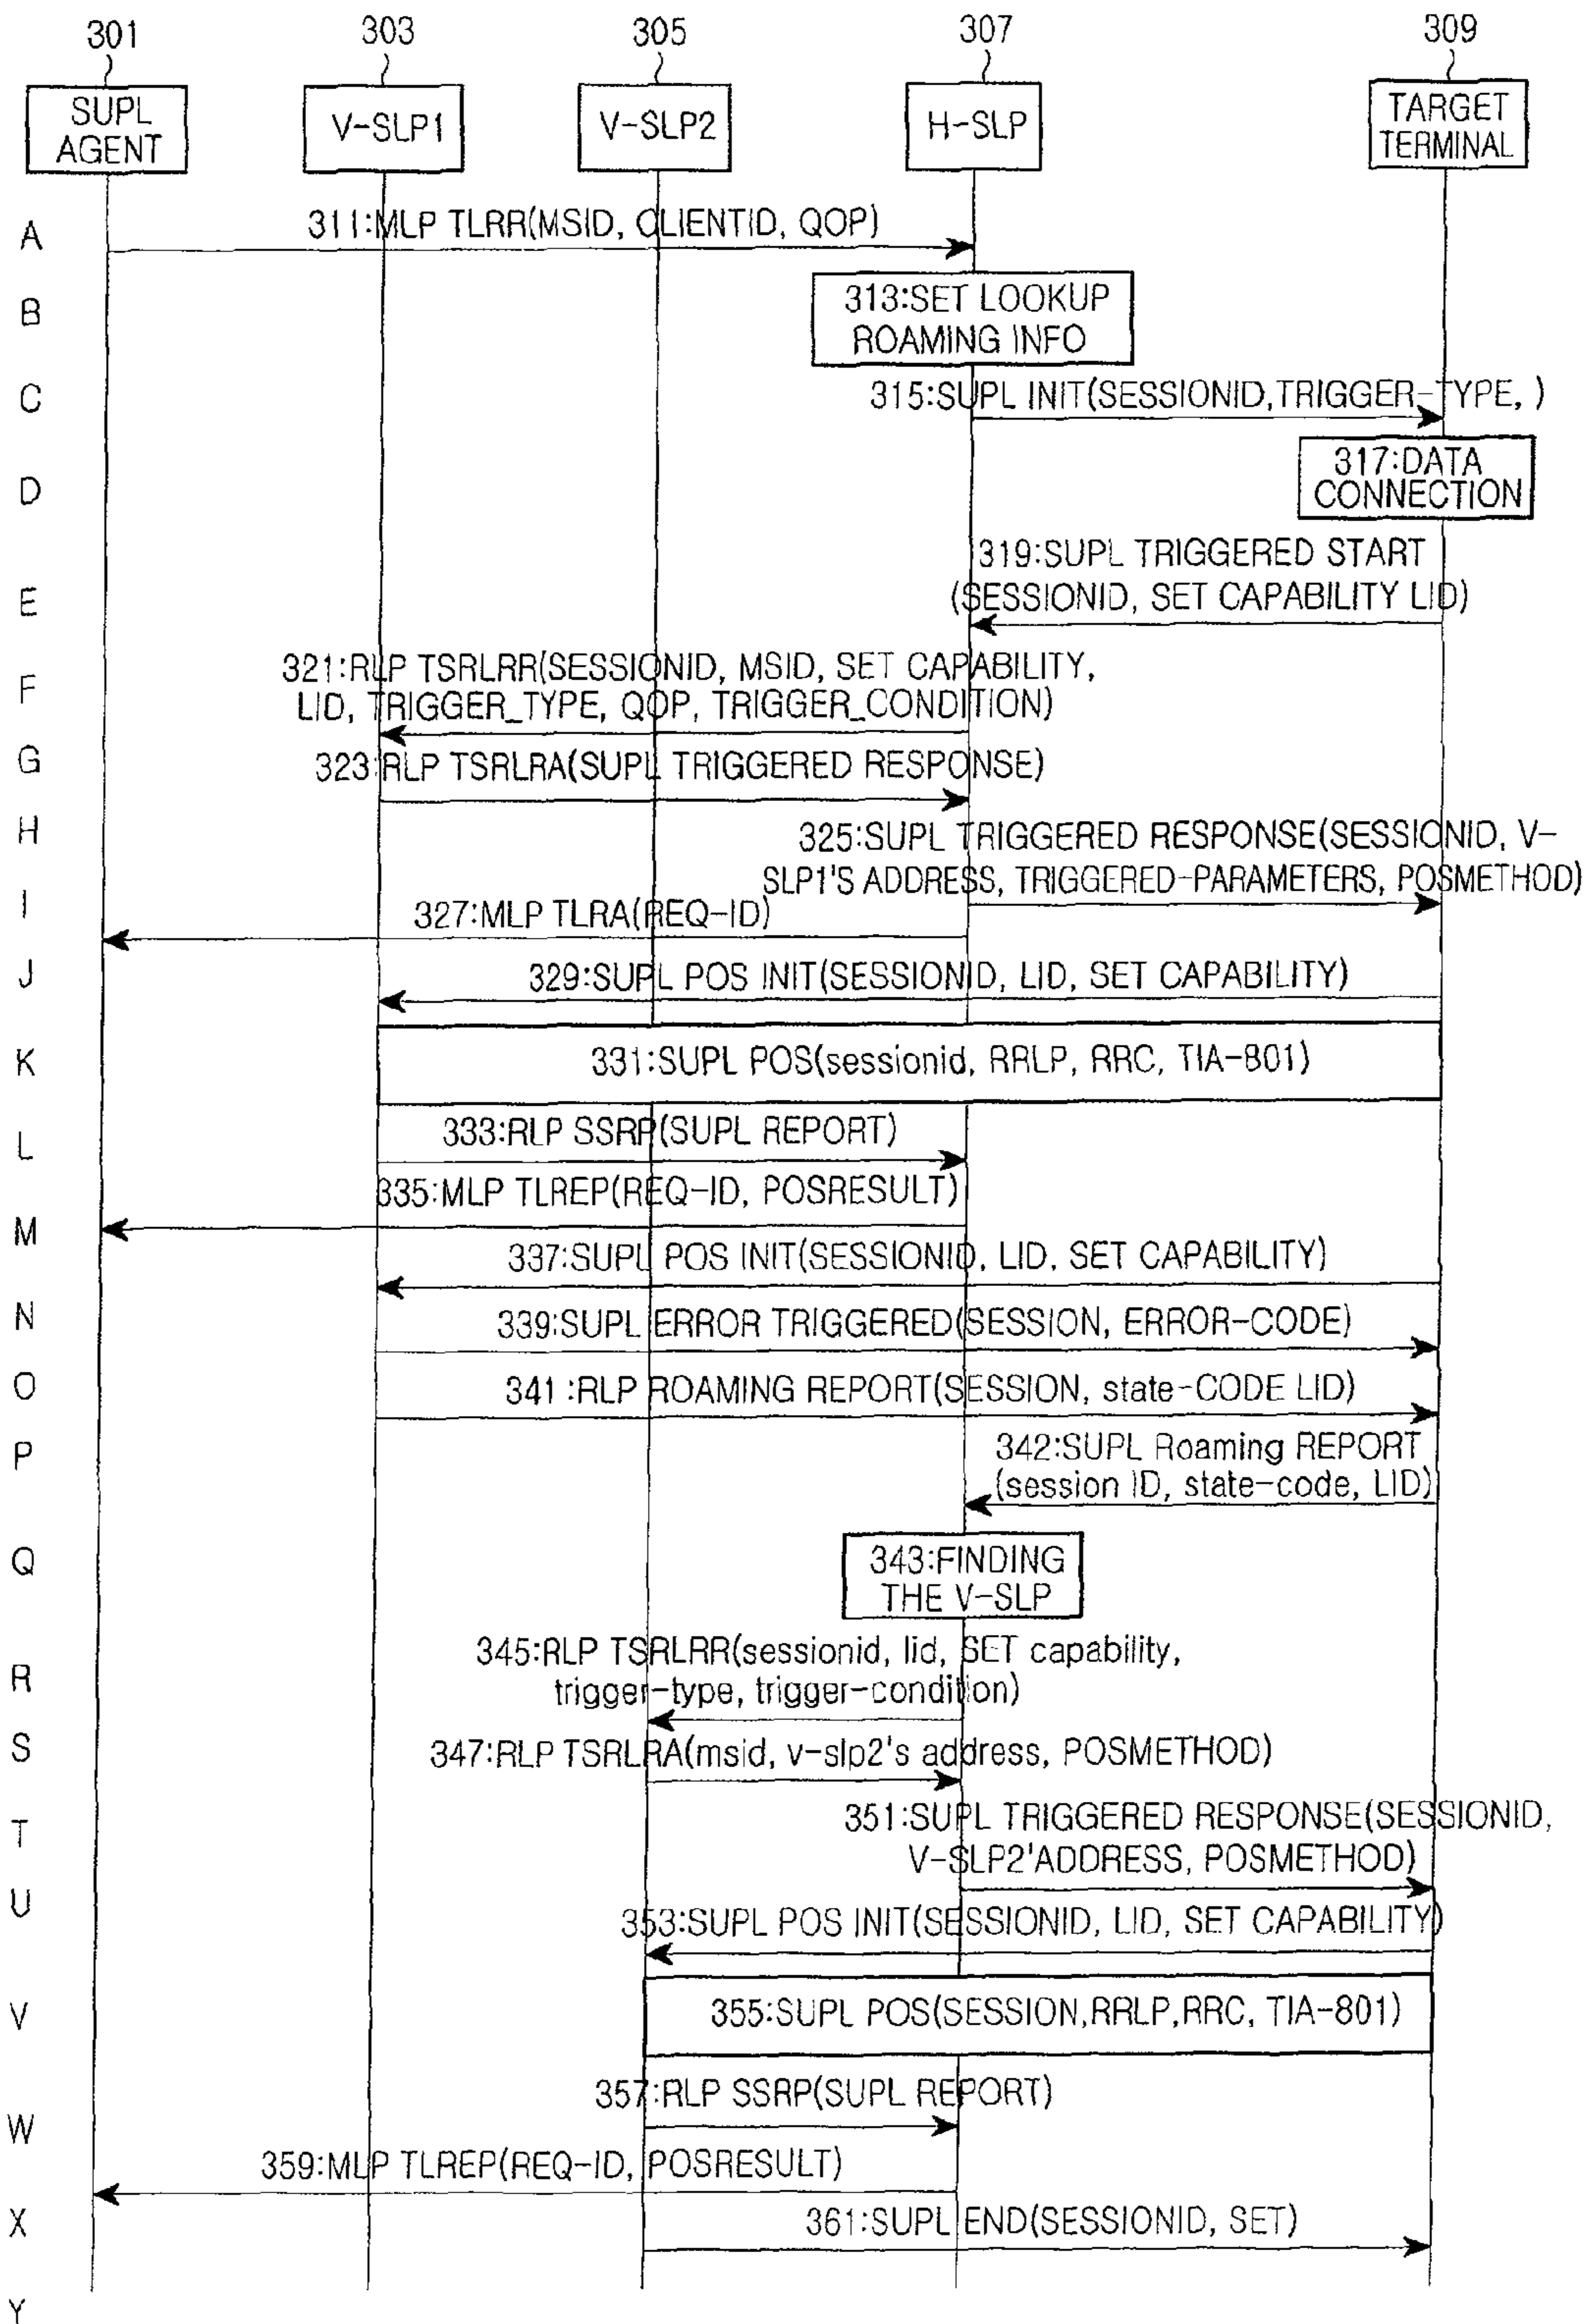 301
303
305
307
309
SUPL
AGENT
V-SLP1
V-SLP2
H-SLP
TARGET
TERMINAL
A
311:MLP TLRR(MSID, CLIENTID, QOP)
B
313:SET LOOKUP
ROAMING INFO
C
315:SUPL INIT(SESSIONID,TRIGGER-TYPE, )
D
317:DATA
CONNECTION
319:SUPL TRIGGERED START
E
(SESSIONID, SET CAPABILITY LID)
321:RLP TSRLRR(SESSIONID, MSID, SET CAPABILITY,
F
LID, TRIGGER_TYPE, QOP, TRIGGER_CONDITION)
G
323:RLP TSRLRA(SUPL TRIGGERED RESPONSE)
H
325:SUPL TRIGGERED RESPONSE(SESSIONID, V-
SLP1'S ADDRESS, TRIGGERED-PARAMETERS, POSMETHOD)
I
327:MLP TLRA(REQ-ID)
J
329:SUPL POS INIT(SESSIONID, LID, SET CAPABILITY)
K
331:SUPL POS(sessionid, RRLP, RRC, TIA-801)
L
333:RLP SSRP(SUPL REPORT)
335:MLP TLREP(REQ-ID, POSRESULT)
M
337:SUPL POS INIT(SESSIONID, LID, SET CAPABILITY)
N
339:SUPL ERROR TRIGGERED(SESSION, ERROR-CODE)
O
341 :RLP ROAMING REPORT(SESSION, state-CODE LID)
P
342:SUPL Roaming REPORT
(session ID, state-code, LID)
Q
343:FINDING
THE V-SLP
345:RLP TSRLRR(sessionid, lid, SET capability,
R
trigger-type, trigger-condition)
S
347:RLP TSRLRA(msid, v-slp2's address, POSMETHOD)
T
351:SUPL TRIGGERED RESPONSE(SESSIONID,
V-SLP2'ADDRESS, POSMETHOD)
U
353:SUPL POS INIT(SESSIONID, LID, SET CAPABILITY)
V
355:SUPL POS(SESSION,RRLP,RRC, TIA-801)
357:RLP SSRP(SUPL REPORT)
W
359:MLP TLREP(REQ-ID, POSRESULT)
X
361:SUPL END(SESSIONID, SET)
Y